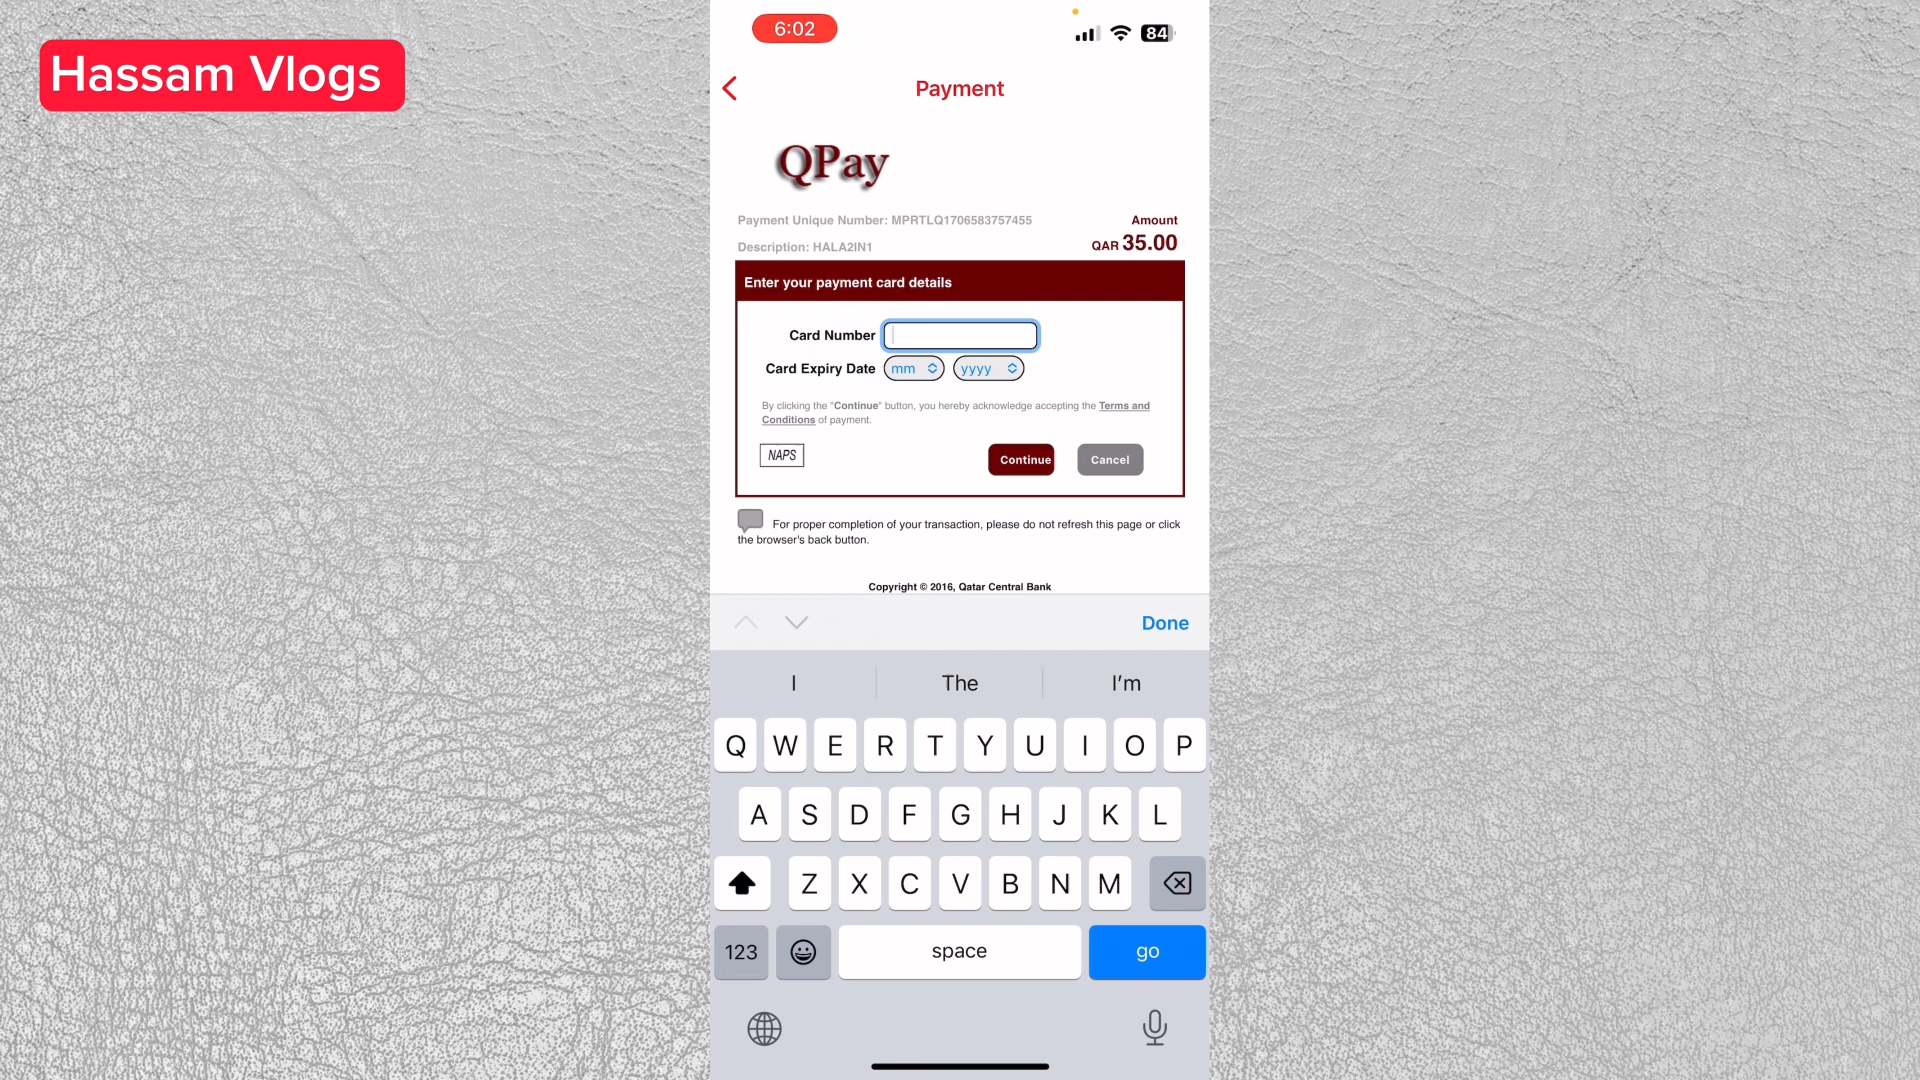 Hassam Vlogs
6:02
84
Payment
QPay
Payment Unique Number: MPRTLQ1706583757455
Amount
Description: HALA2IN1
QAR 35.00
Enter your payment card details
Card Number
Card Expiry Date mm yyyy
By clicking the "Continue" button, you hereby acknowledge accepting the Terms and
Conditions of payment.
NAPS
Continue
Cancel
For proper completion of your transaction, please do not refresh this page or click
the browser's back button.
Copyright © 2016, Qatar Central Bank
Done
I The I'm
Q W E R T Y U I O P
A S D F G H J K L
Z X C V B N M
123 space go